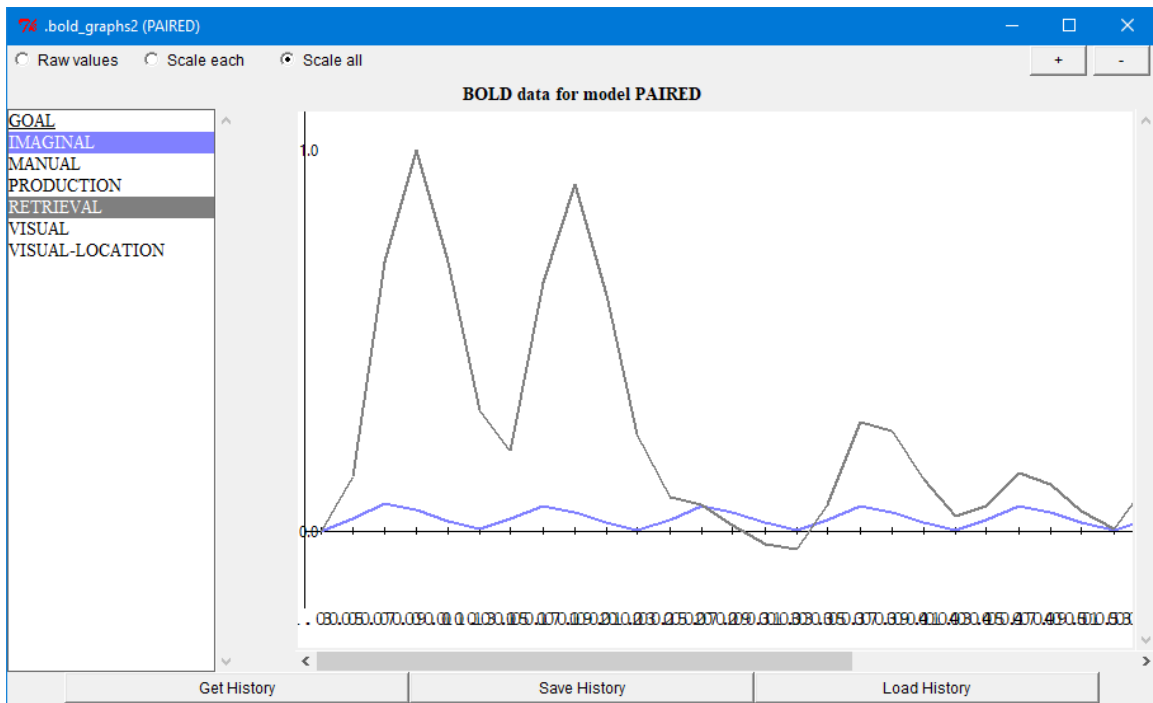 .bold_graphs2 (PAIRED)
Raw values Scale each Scale all + -
BOLD data for model PAIRED
GOAL
IMAGINAL
MANUAL
PRODUCTION
RETRIEVAL
VISUAL
VISUAL-LOCATION
1.0
0.0
Get History Save History Load History